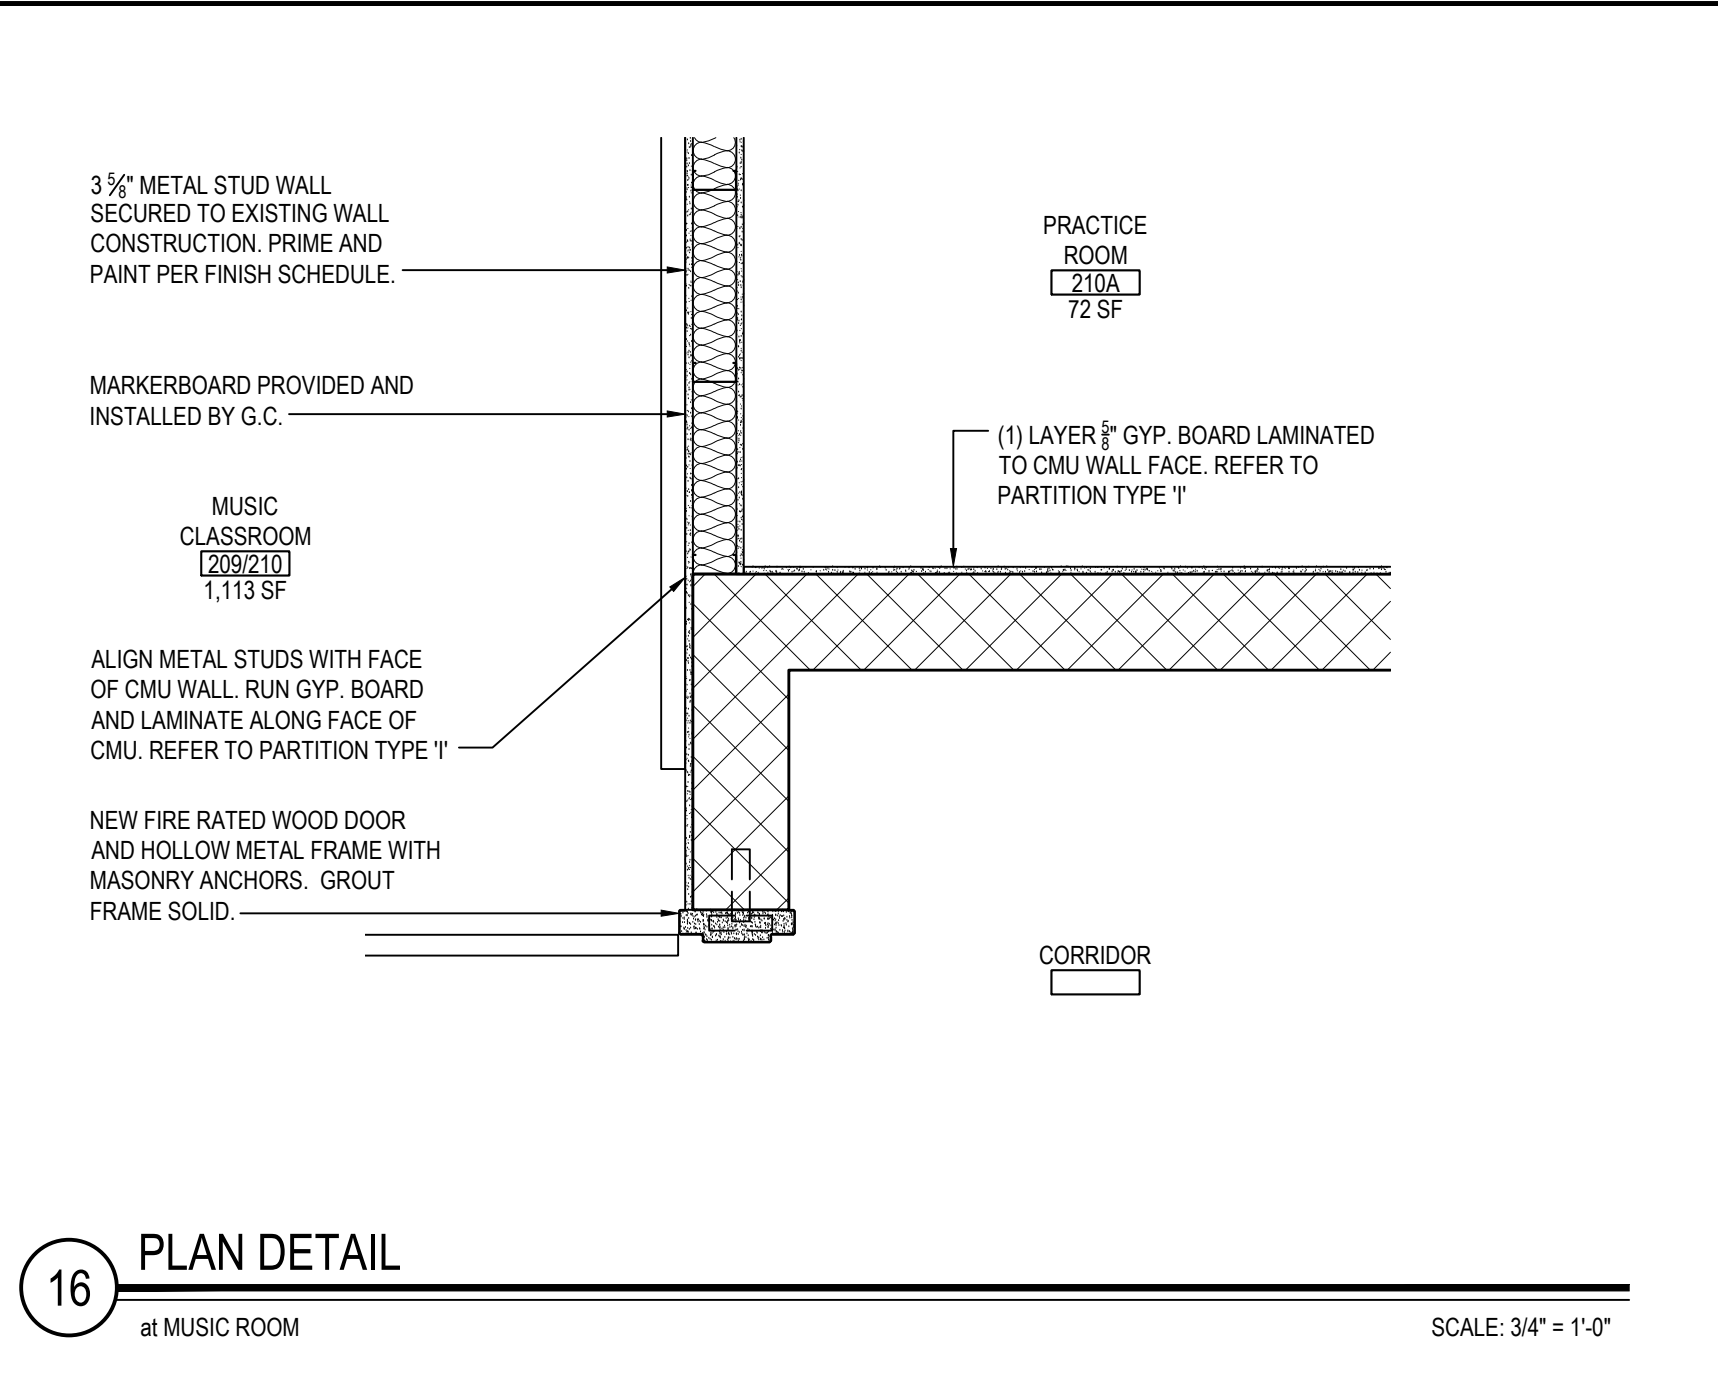 3 5/8" METAL STUD WALL
SECURED TO EXISTING WALL
CONSTRUCTION. PRIME AND
PAINT PER FINISH SCHEDULE.
MARKERBOARD PROVIDED AND
INSTALLED BY G.C.
MUSIC
CLASSROOM
209/210
1,113 SF
ALIGN METAL STUDS WITH FACE
OF CMU WALL. RUN GYP. BOARD
AND LAMINATE ALONG FACE OF
CMU. REFER TO PARTITION TYPE 'I'
NEW FIRE RATED WOOD DOOR
AND HOLLOW METAL FRAME WITH
MASONRY ANCHORS. GROUT
FRAME SOLID.
PRACTICE
ROOM
210A
72 SF
(1) LAYER 5/8" GYP. BOARD LAMINATED
TO CMU WALL FACE. REFER TO
PARTITION TYPE 'I'
CORRIDOR
16
PLAN DETAIL
at MUSIC ROOM
SCALE: 3/4" = 1'-0"